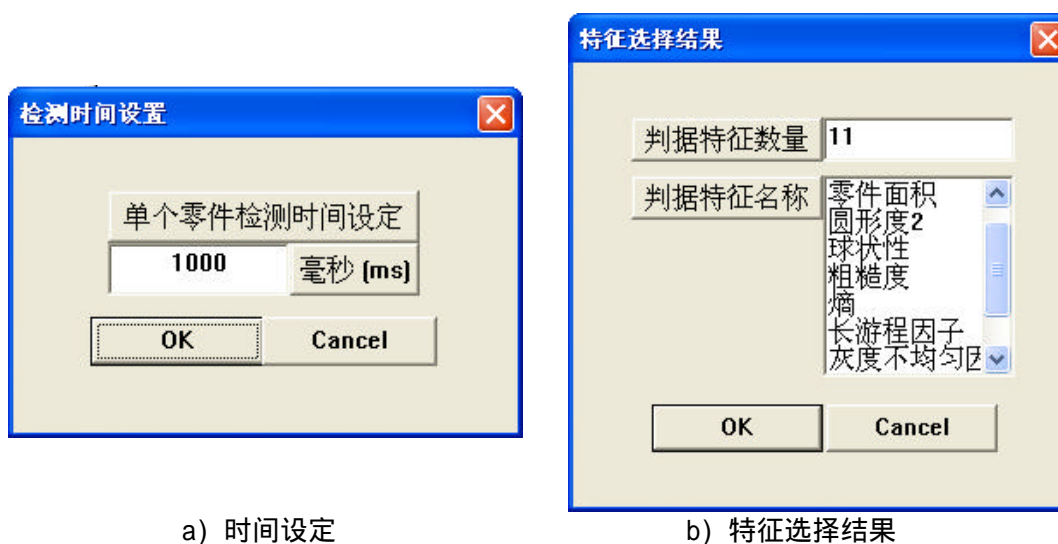 检测时间设置
单个零件检测时间设定
1000 毫秒 (ms)
OK Cancel
a) 时间设定
特征选择结果
判据特征数量 11
判据特征名称
零件面积
圆形度2
球状性
粗糙度
熵
长游程因子
灰度不均匀因
OK Cancel
b) 特征选择结果